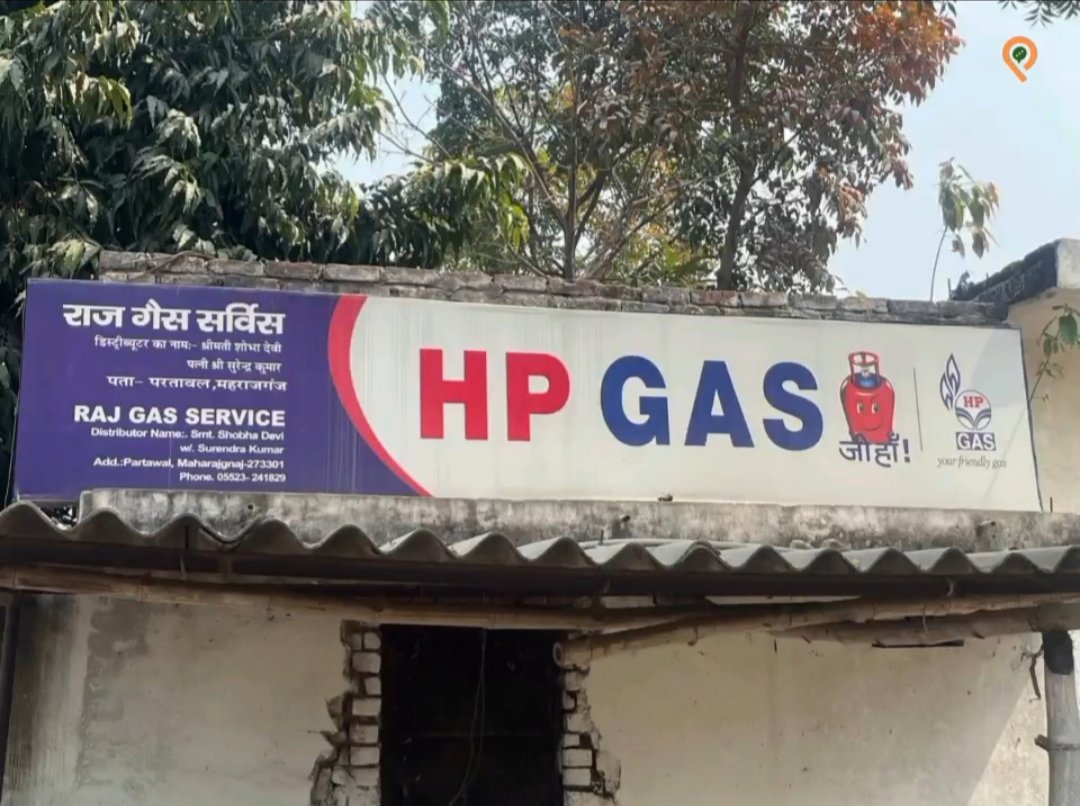 राज गैस सर्विस
डिस्ट्रीब्यूटर का नाम:- श्रीमती शोभा देवी
पत्नी श्री सुरेन्द्र कुमार
पता- परतावल,महराजगंज
RAJ GAS SERVICE
Distributor Name:. Smt. Shobha Devi
w/. Surendra Kumar
Add.:Partawal, Maharajgnaj-273301
Phone. 05523- 241829
HP GAS
जी हाँ!
HP
GAS
your friendly gas